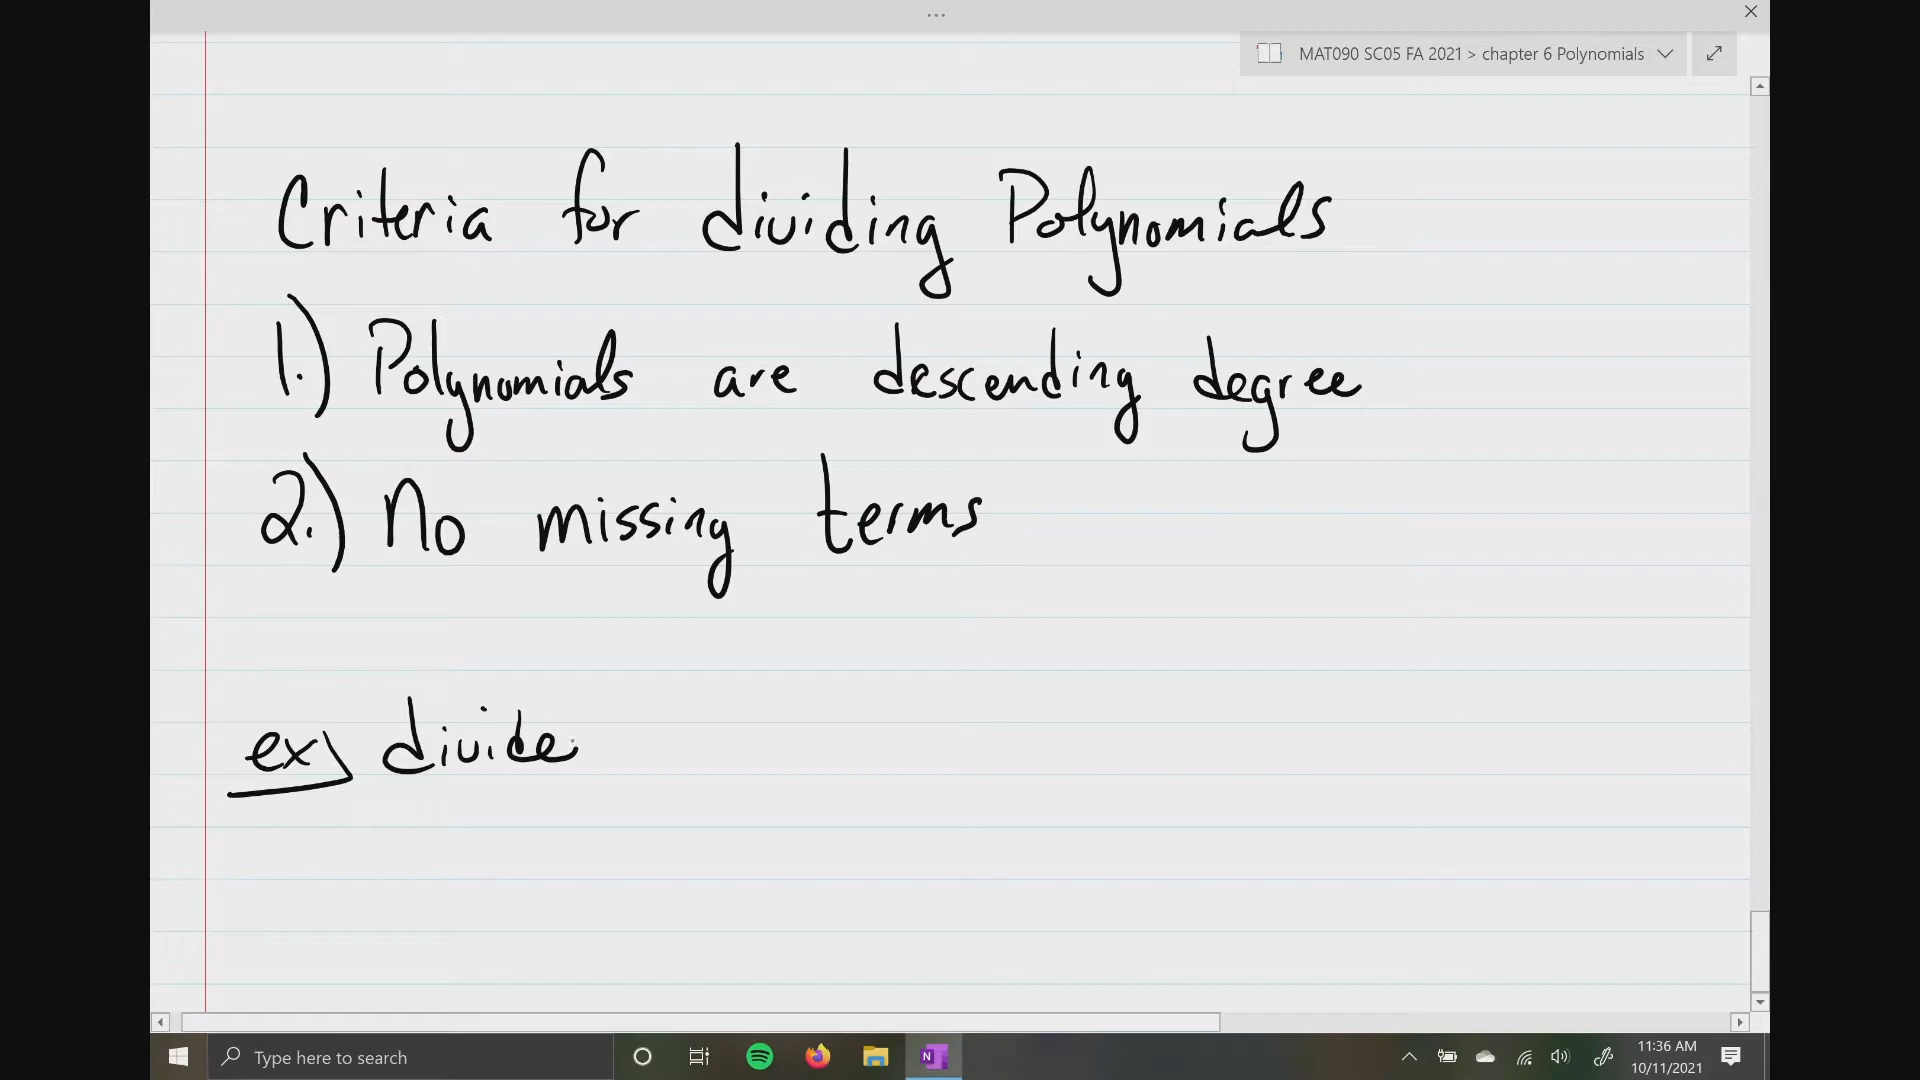 ...
MAT090 SC05 FA 2021 > chapter 6 Polynomials
Criteria for dividing Polynomials
1.) Polynomials are descending degree
2.) No missing terms
ex) divide
Type here to search
N
11:36 AM
10/11/2021